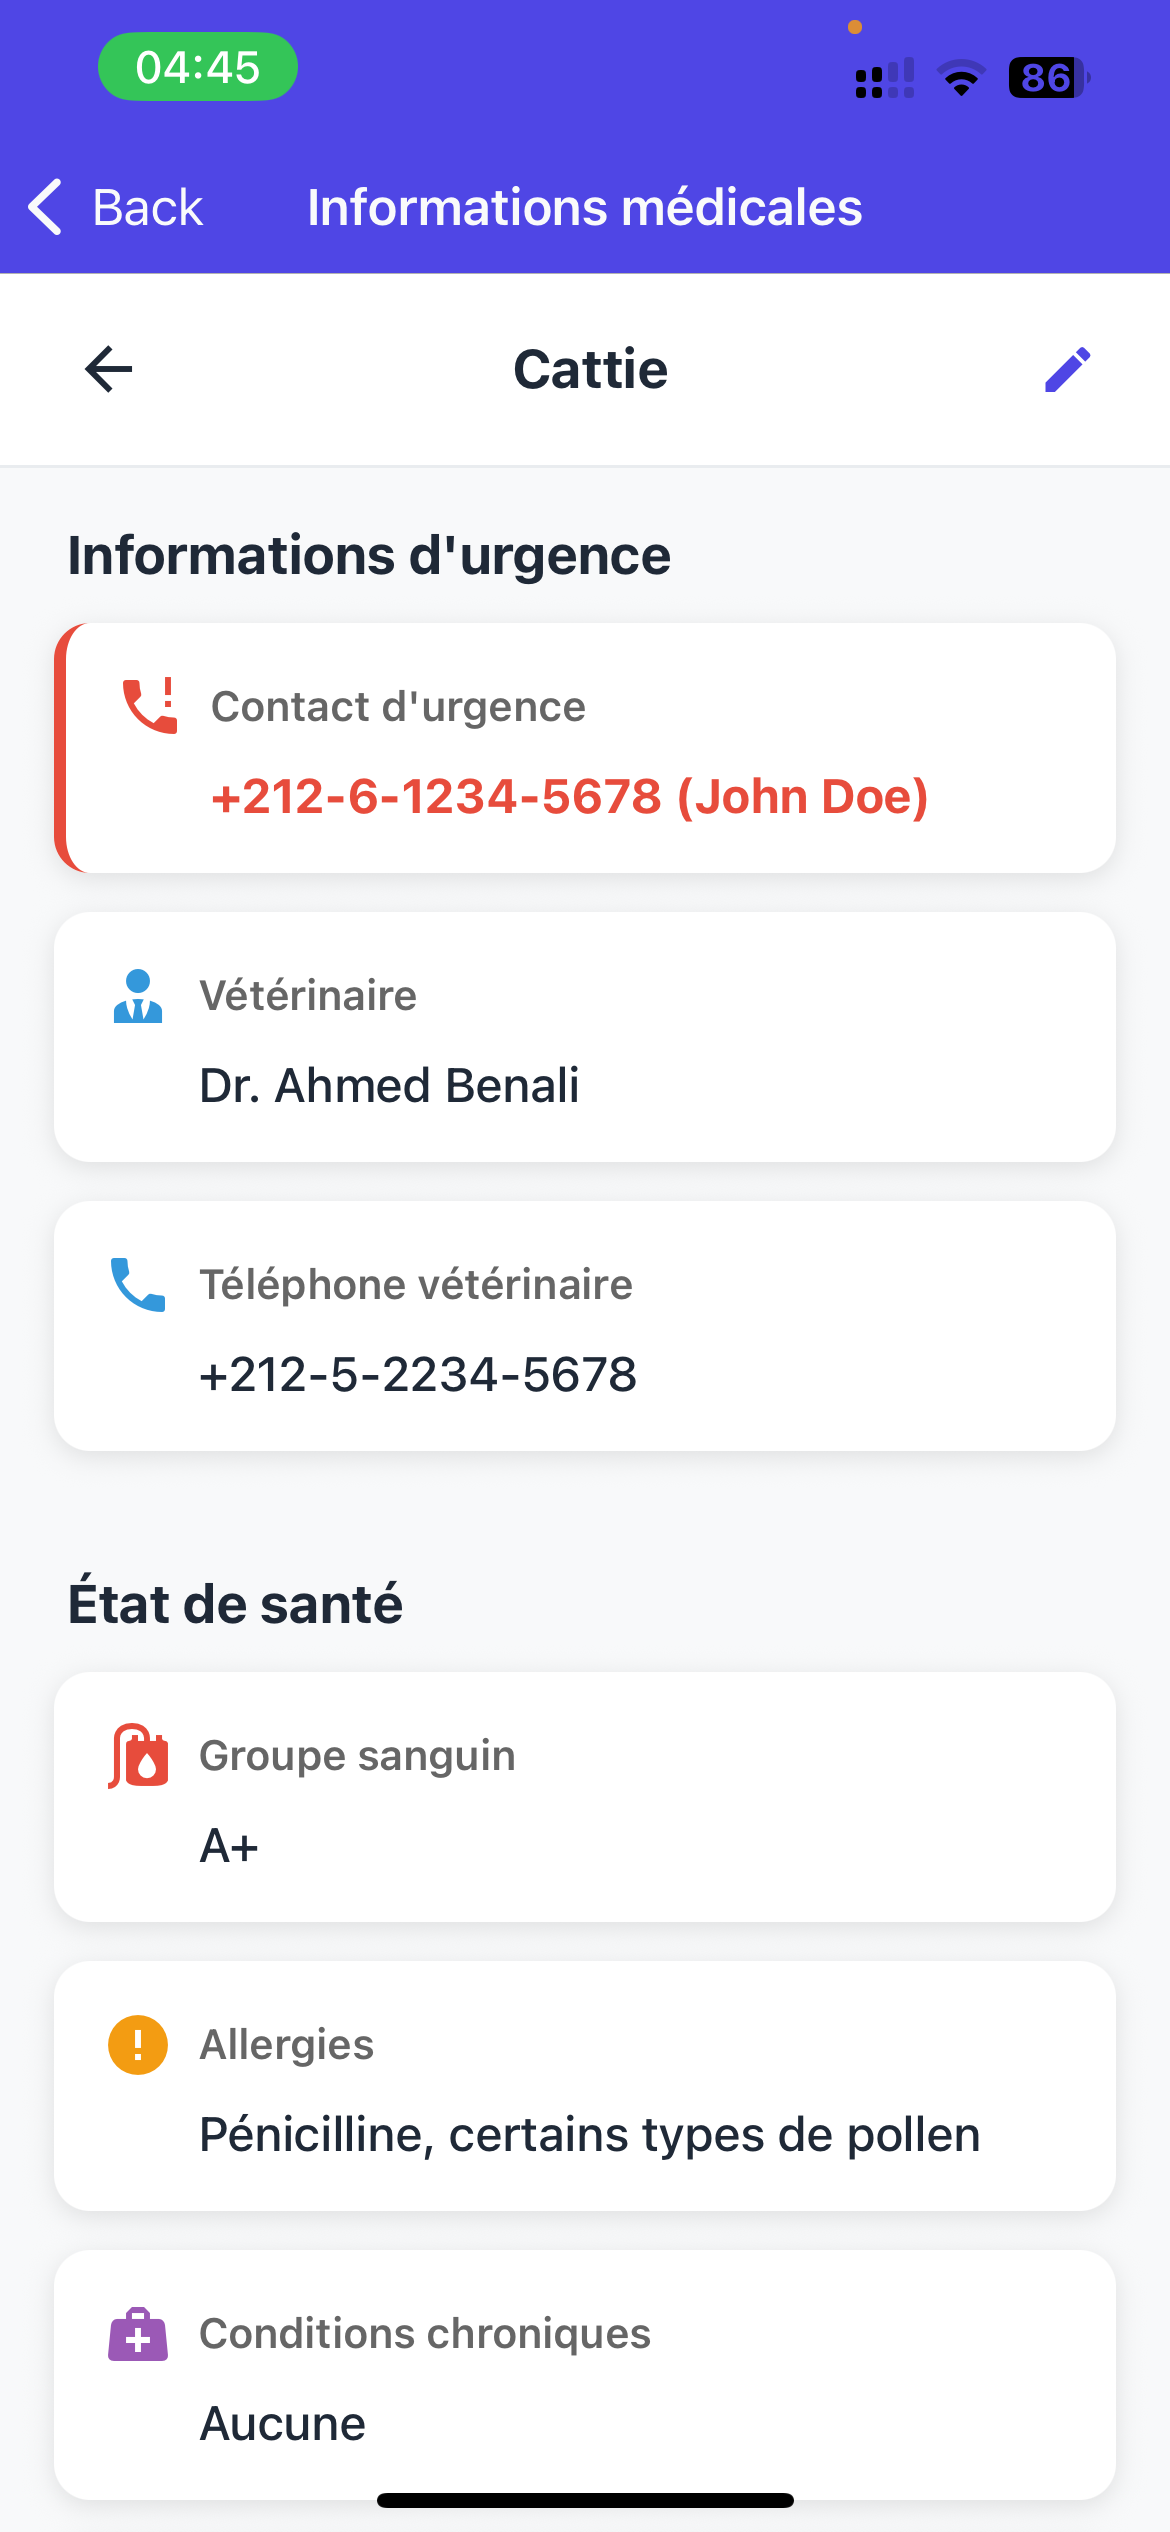 04:45
86
Back
Informations médicales
Cattie
Informations d'urgence
Contact d'urgence
+212-6-1234-5678 (John Doe)
Vétérinaire
Dr. Ahmed Benali
Téléphone vétérinaire
+212-5-2234-5678
État de santé
Groupe sanguin
A+
Allergies
Pénicilline, certains types de pollen
Conditions chroniques
Aucune